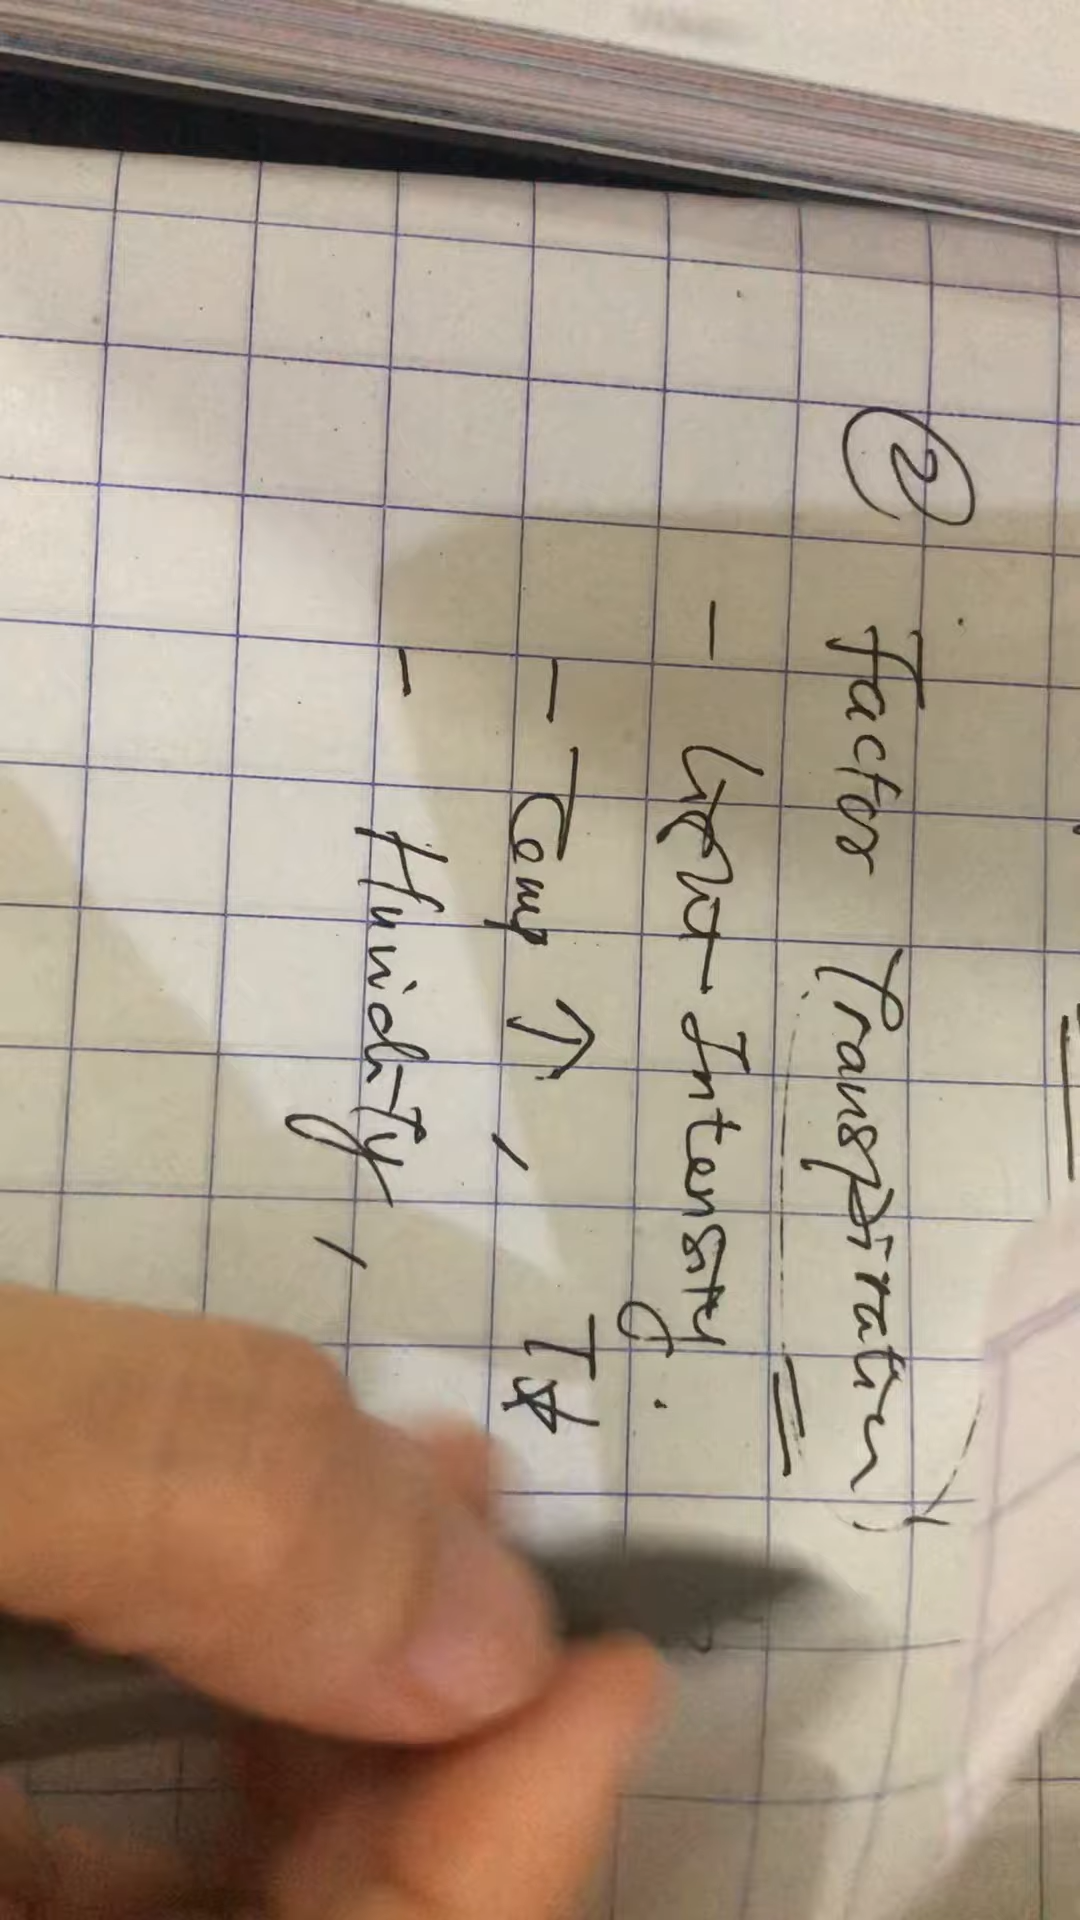 ② Factor Transpiration
- Light Intensity.
- Temp ↑,
- Humidity,